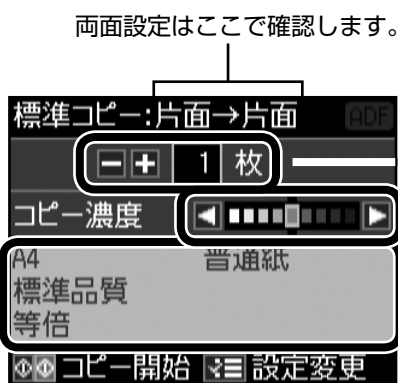 両面設定はここで確認します。
標準コピー:片面→片面 ADF
1 枚
コピー濃度
A4 普通紙
標準品質
等倍
コピー開始 設定変更